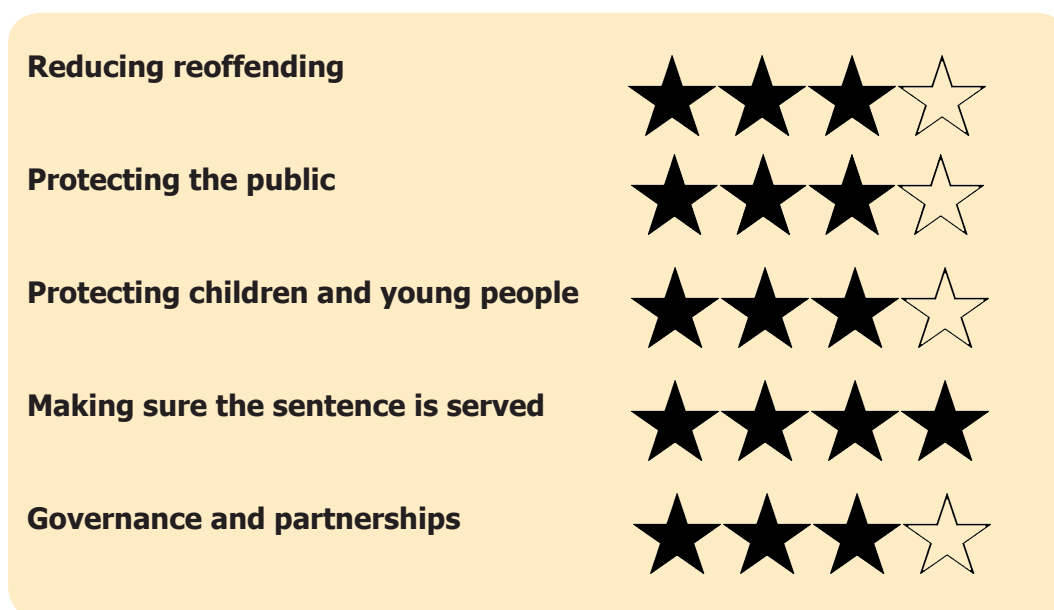 Reducing reoffending
Protecting the public
Protecting children and young people
Making sure the sentence is served
Governance and partnerships